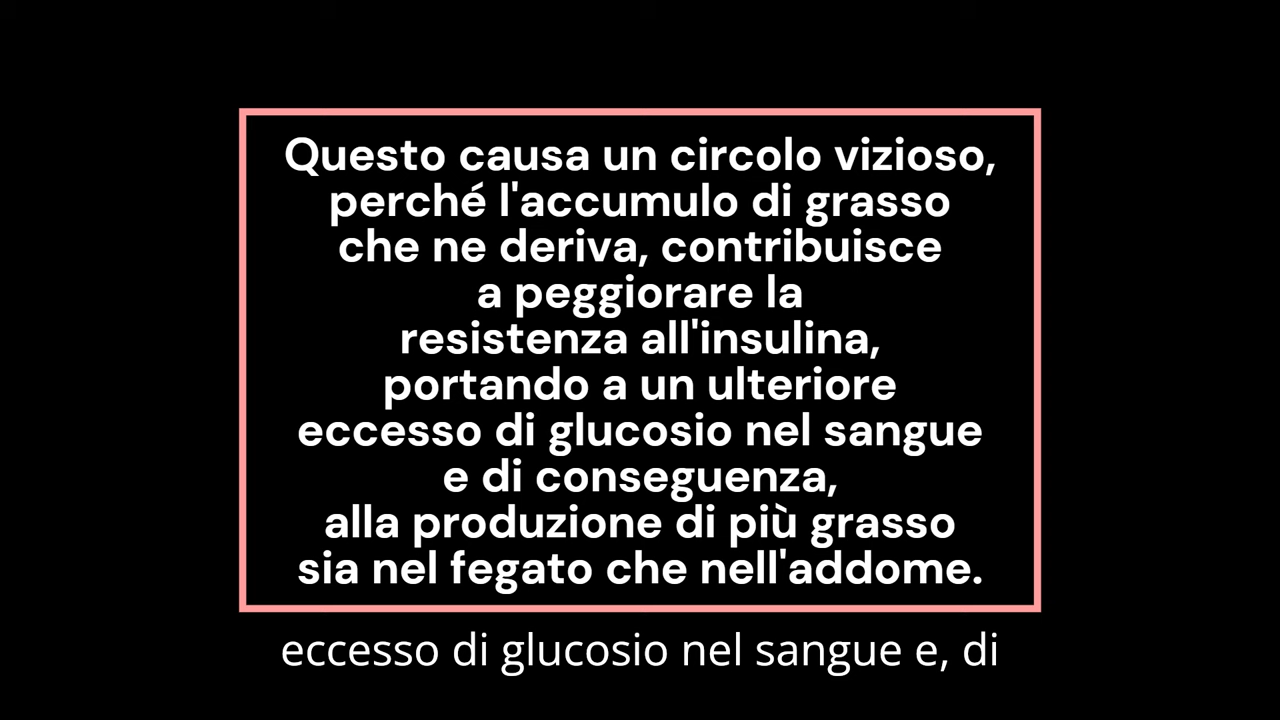 Questo causa un circolo vizioso,
perché l'accumulo di grasso
che ne deriva, contribuisce
a peggiorare la
resistenza all'insulina,
portando a un ulteriore
eccesso di glucosio nel sangue
e di conseguenza,
alla produzione di più grasso
sia nel fegato che nell'addome.
eccesso di glucosio nel sangue e, di